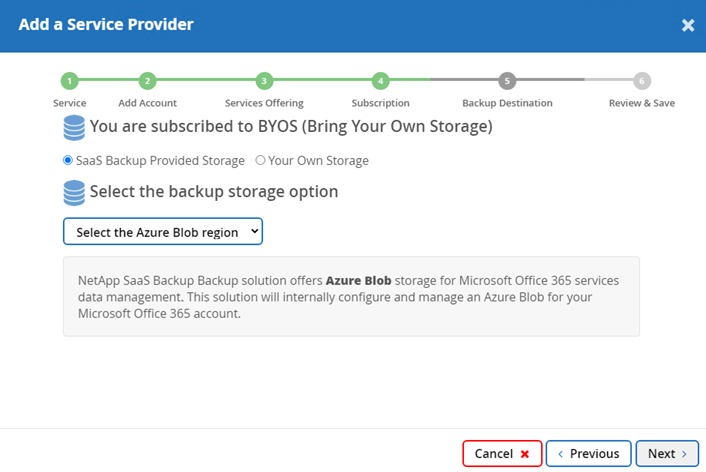 Add a Service Provider
1 2 3 4 5 6
Service Add Account Services Offering Subscription Backup Destination Review & Save
You are subscribed to BYOS (Bring Your Own Storage)
SaaS Backup Provided Storage Your Own Storage
Select the backup storage option
Select the Azure Blob region
NetApp SaaS Backup Backup solution offers Azure Blob storage for Microsoft Office 365 services
data management. This solution will internally configure and manage an Azure Blob for your
Microsoft Office 365 account.
Cancel Previous Next